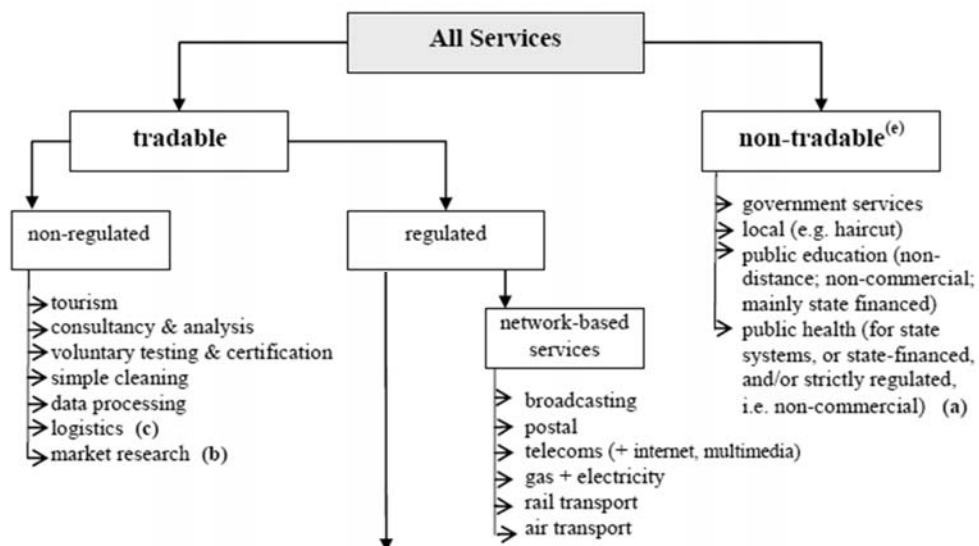 All Services
tradable
non-tradable(e)
non-regulated
regulated
tourism
consultancy & analysis
voluntary testing & certification
simple cleaning
data processing
logistics (c)
market research (b)
network-based
services
broadcasting
postal
telecoms (+ internet, multimedia)
gas + electricity
rail transport
air transport
government services
local (e.g. haircut)
public education (non-
distance; non-commercial;
mainly state financed)
public health (for state
systems, or state-financed,
and/or strictly regulated,
i.e. non-commercial) (a)